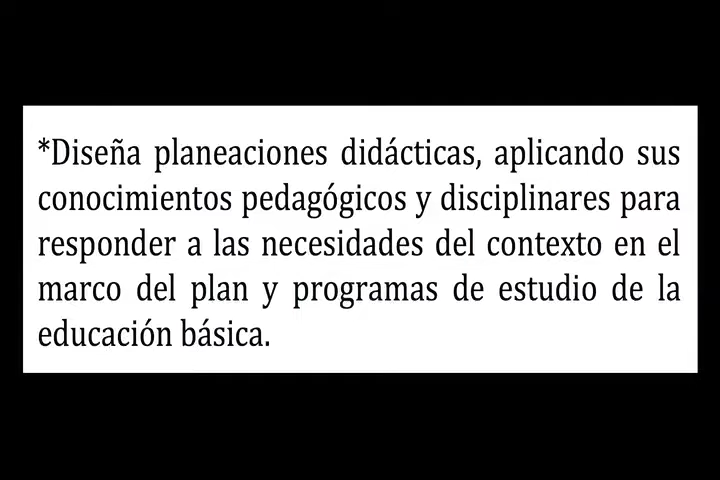 *Diseña planeaciones didácticas, aplicando sus
conocimientos pedagógicos y disciplinares para
responder a las necesidades del contexto en el
marco del plan y programas de estudio de la
educación básica.